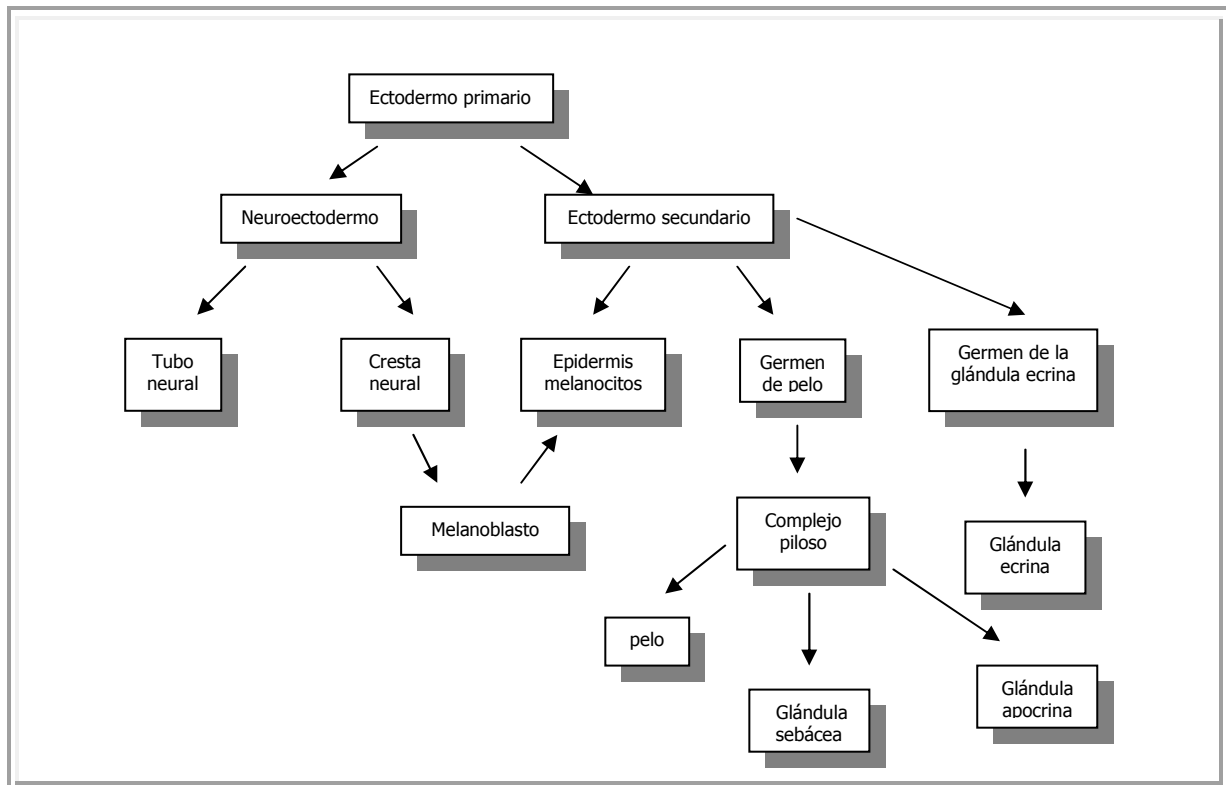 Ectodermo primario
Neuroectodermo
Ectodermo secundario
Tubo
neural
Cresta
neural
Epidermis
melanocitos
Germen
de pelo
Germen de la
glándula ecrina
Melanoblasto
Complejo
piloso
Glándula
ecrina
pelo
Glándula
sebácea
Glándula
apocrina